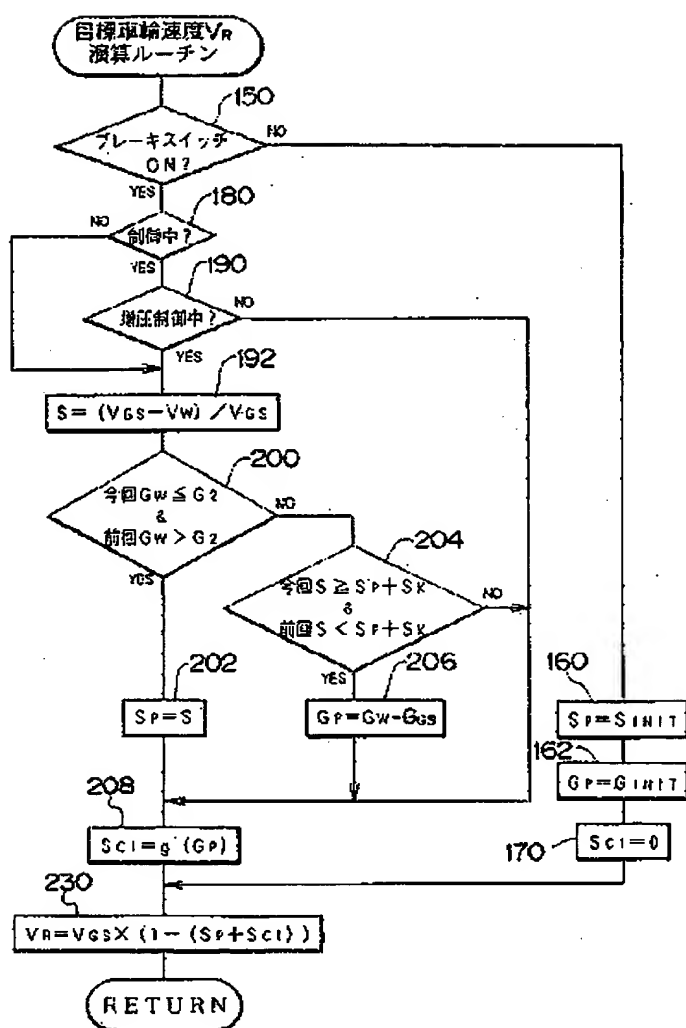 目標車輪速度VR
演算ルーチン
150
ブレーキスイッチ
ON?
NO
YES
180
NO
制御中?
YES
190
増圧制御中?
NO
YES
192
S=(VGS-VW)/VGS
200
今回GW≦G2
&
前回GW>G2
NO
YES
204
今回S≧SP+SK
&
前回S<SP+SK
NO
YES
202
SP=S
206
GP=GW-GGS
160
SP=SINIT
162
GP=GINIT
208
SCI=g(GP)
170
SCI=0
230
VR=VGS×(1-(SP+SCI))
RETURN